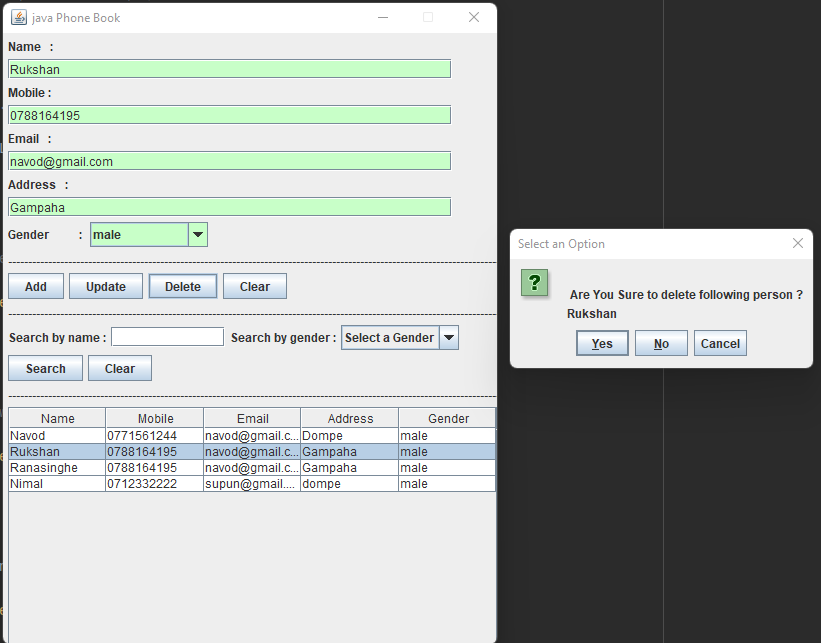 java Phone Book
Name :
Rukshan
Mobile :
0788164195
Email :
navod@gmail.com
Address :
Gampaha
Gender : male
Add Update Delete Clear
Search by name : Search by gender : Select a Gender
Search Clear
Name Mobile Email Address Gender
Navod 0771561244 navod@gmail.c... Dompe male
Rukshan 0788164195 navod@gmail.c... Gampaha male
Ranasinghe 0788164195 navod@gmail.c... Gampaha male
Nimal 0712332222 supun@gmail.... dompe male
Select an Option
?
Are You Sure to delete following person ?
Rukshan
Yes No Cancel